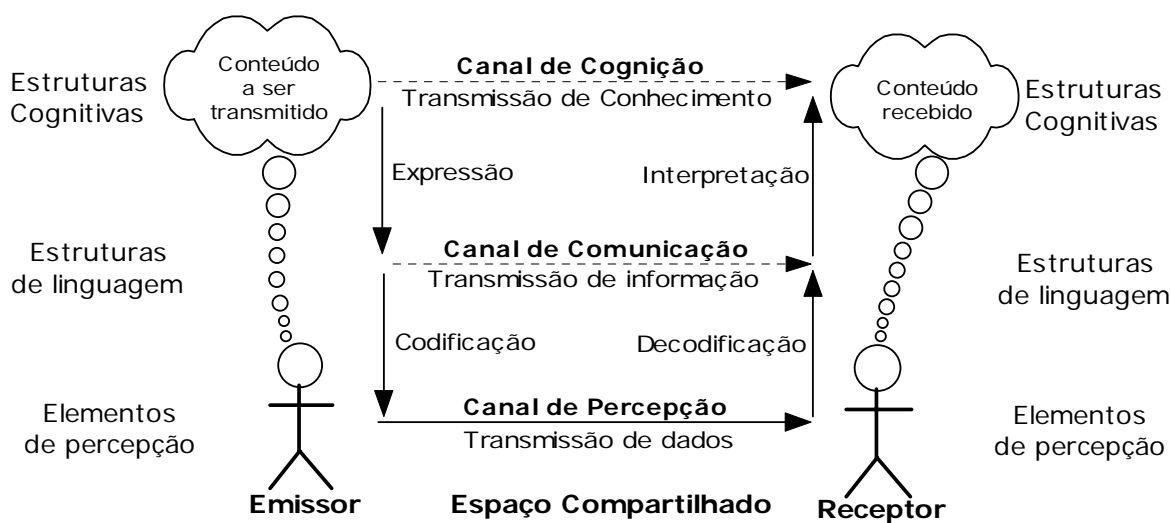 Estruturas
Cognitivas
Conteúdo
a ser
transmitido
Canal de Cognição
Transmissão de Conhecimento
Conteúdo
recebido
Estruturas
Cognitivas
Expressão
Interpretação
Estruturas
de linguagem
Canal de Comunicação
Transmissão de informação
Estruturas
de linguagem
Codificação
Decodificação
Elementos
de percepção
Canal de Percepção
Transmissão de dados
Elementos
de percepção
Emissor
Espaço Compartilhado
Receptor